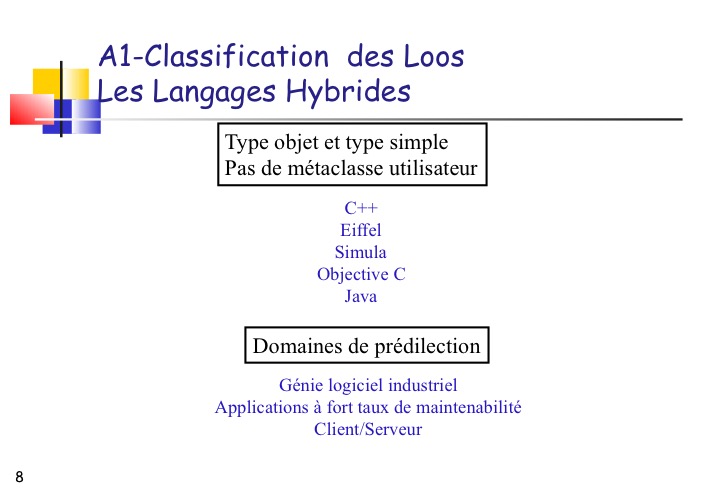 A1-Classification des Loos
Les Langages Hybrides
Type objet et type simple
Pas de métaclasse utilisateur
C++
Eiffel
Simula
Objective C
Java
Domaines de prédilection
Génie logiciel industriel
Applications à fort taux de maintenabilité
Client/Serveur
8